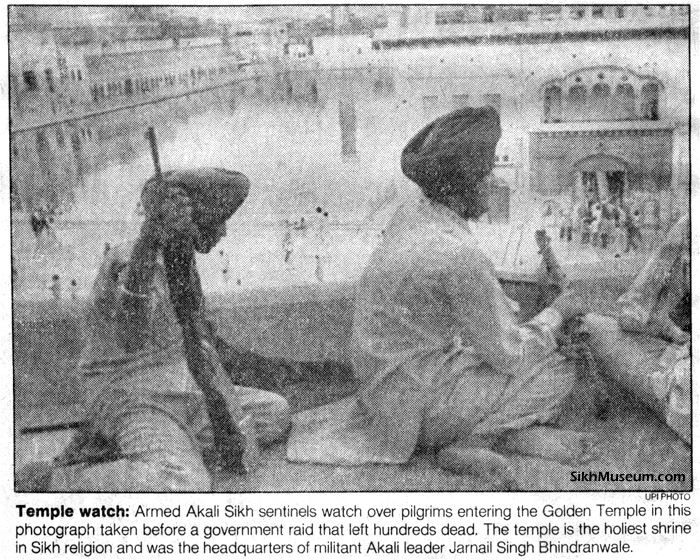 SikhMuseum.com
UPI PHOTO
Temple watch: Armed Akali Sikh sentinels watch over pilgrims entering the Golden Temple in this
photograph taken before a government raid that left hundreds dead. The temple is the holiest shrine
in Sikh religion and was the headquarters of militant Akali leader Jarnail Singh Bhindranwale.